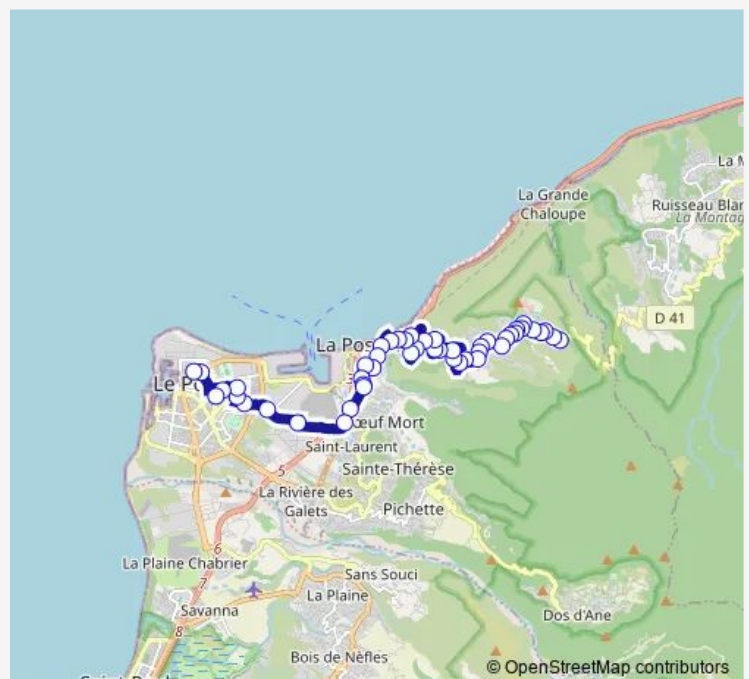 La M
La Grande
Chaloupe
Ruisseau Blan
La Montag
D 41
La Pos
Le Po
œuf Mort
Saint-Laurent
5
Sainte-Thérèse
La Rivière des
Galets
Pichette
6
La Plaine Chabrier
7
Sans Souci
La Plaine
Savanna
8
Dos d'Ane
Bois de Nèfles
© OpenStreetMap contributors